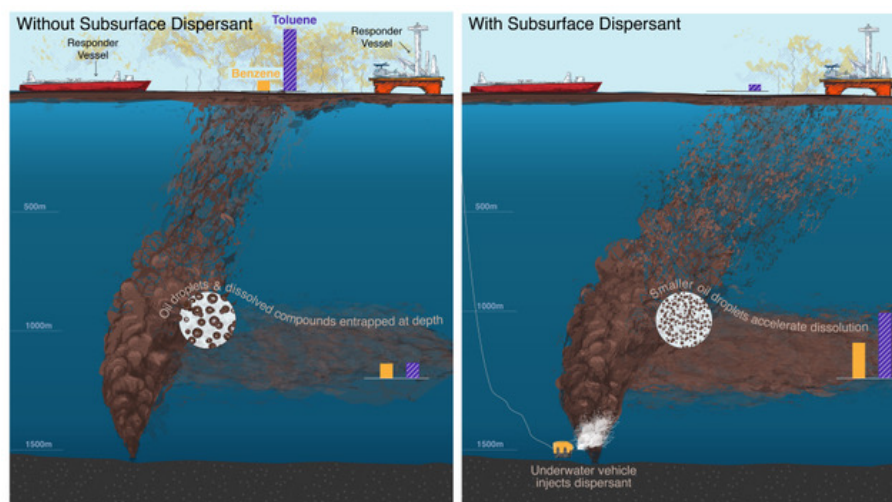 Without Subsurface Dispersant
Toluene
Responder
Vessel
Responder
Vessel
Benzene
500m
Oil droplets & dissolved compounds entrapped at depth
1000m
1500m
With Subsurface Dispersant
500m
Smaller oil droplets accelerate dissolution
1000m
1500m
Underwater vehicle
injects dispersant